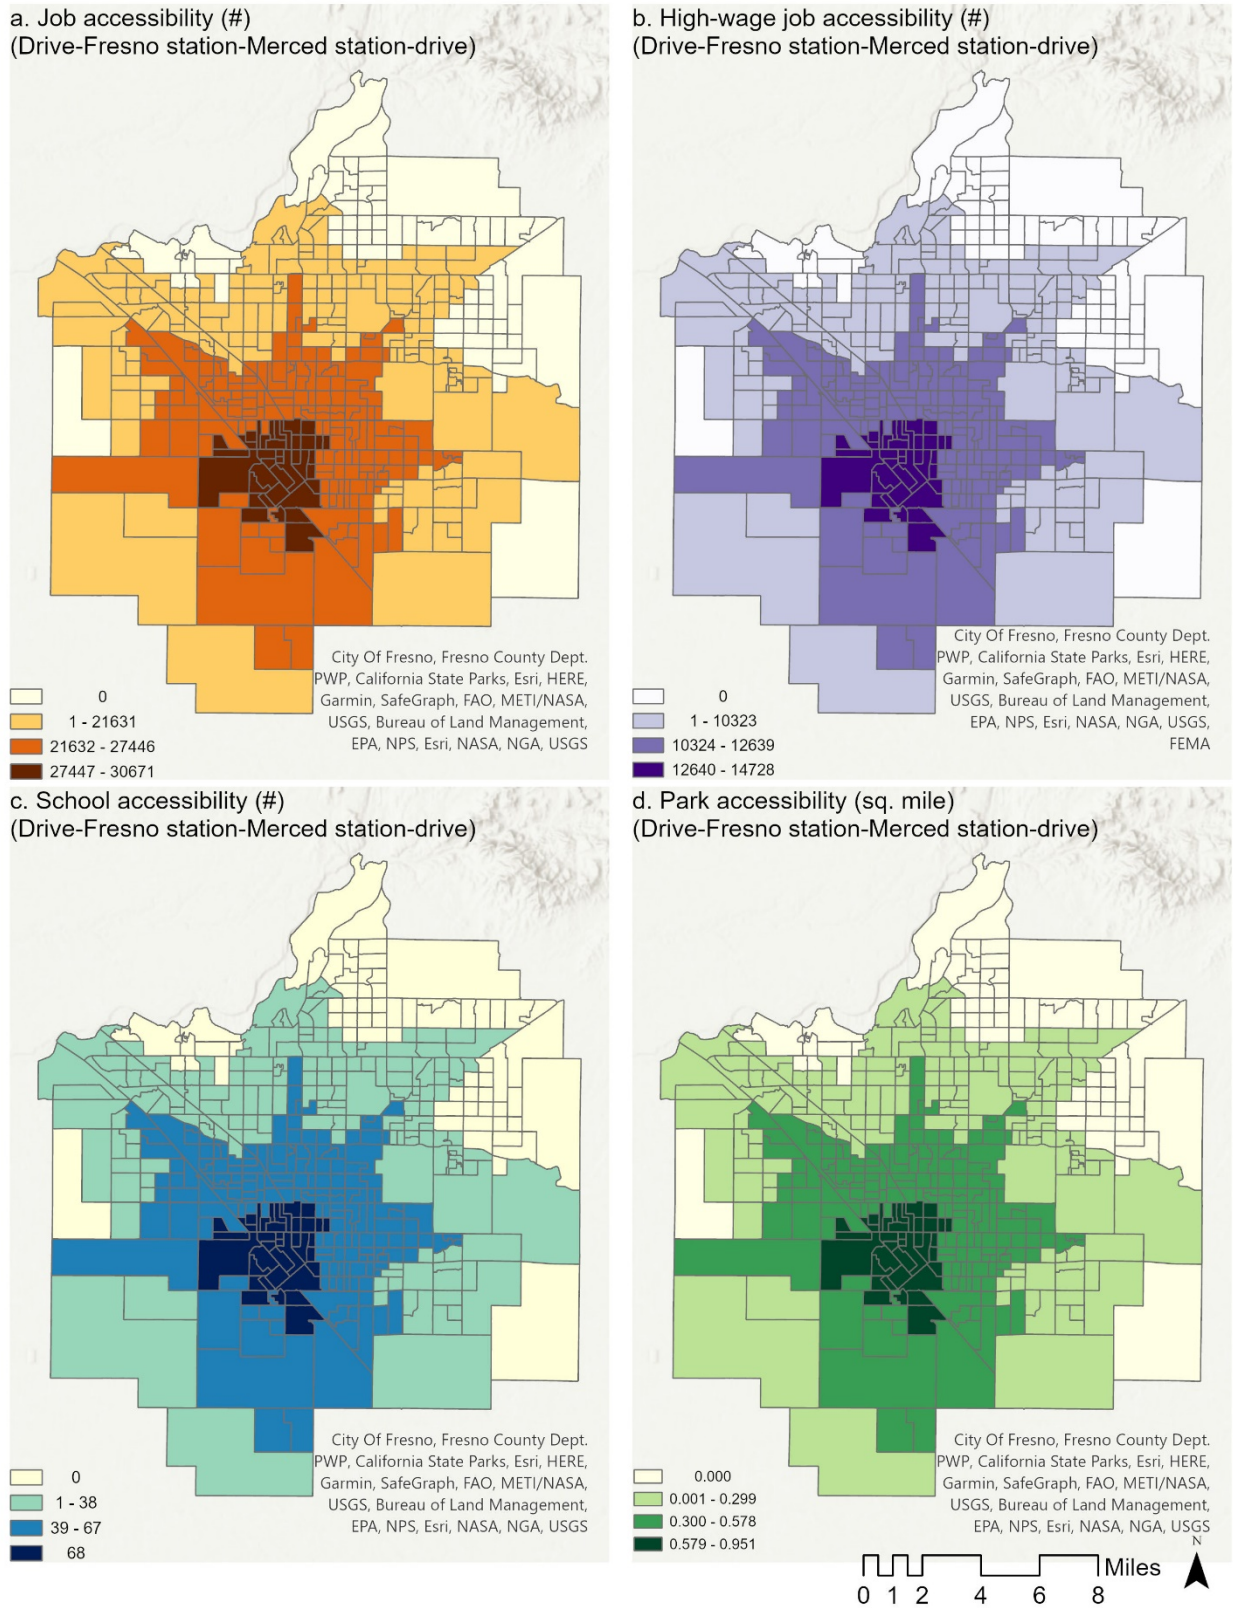 a. Job accessibility (#)
(Drive-Fresno station-Merced station-drive)
City Of Fresno, Fresno County Dept.
PWP, California State Parks, Esri, HERE,
Garmin, SafeGraph, FAO, METI/NASA,
USGS, Bureau of Land Management,
EPA, NPS, Esri, NASA, NGA, USGS
0
1 - 21631
21632 - 27446
27447 - 30671
b. High-wage job accessibility (#)
(Drive-Fresno station-Merced station-drive)
City Of Fresno, Fresno County Dept.
PWP, California State Parks, Esri, HERE,
Garmin, SafeGraph, FAO, METI/NASA,
USGS, Bureau of Land Management,
EPA, NPS, Esri, NASA, NGA, USGS,
FEMA
0
1 - 10323
10324 - 12639
12640 - 14728
c. School accessibility (#)
(Drive-Fresno station-Merced station-drive)
City Of Fresno, Fresno County Dept.
PWP, California State Parks, Esri, HERE,
Garmin, SafeGraph, FAO, METI/NASA,
USGS, Bureau of Land Management,
EPA, NPS, Esri, NASA, NGA, USGS
0
1 - 38
39 - 67
68
d. Park accessibility (sq. mile)
(Drive-Fresno station-Merced station-drive)
City Of Fresno, Fresno County Dept.
PWP, California State Parks, Esri, HERE,
Garmin, SafeGraph, FAO, METI/NASA,
USGS, Bureau of Land Management,
EPA, NPS, Esri, NASA, NGA, USGS
0.000
0.001 - 0.299
0.300 - 0.578
0.579 - 0.951
N
Miles
0 1 2 4 6 8